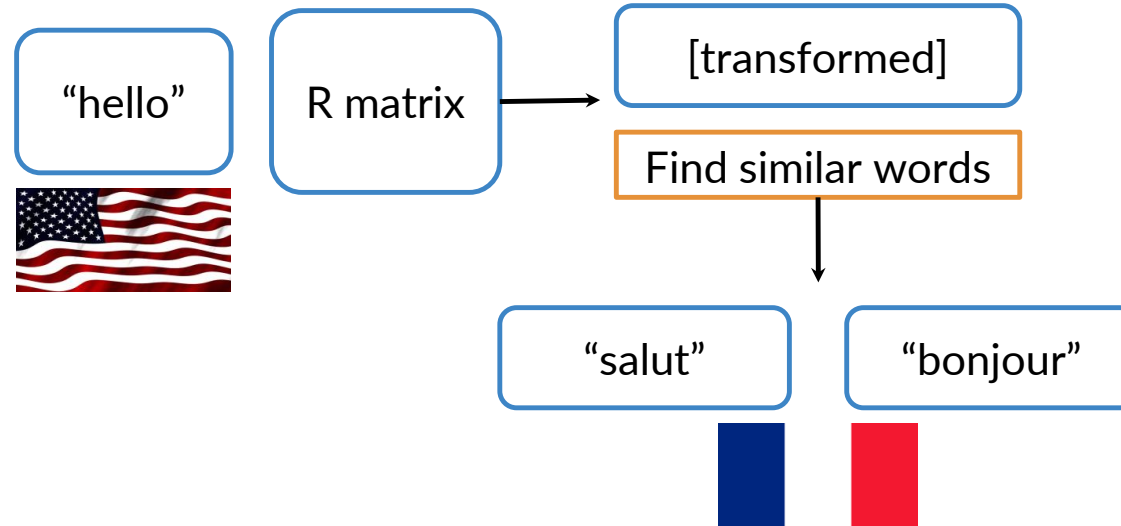 “hello”
R matrix
[transformed]
Find similar words
“salut”
“bonjour”